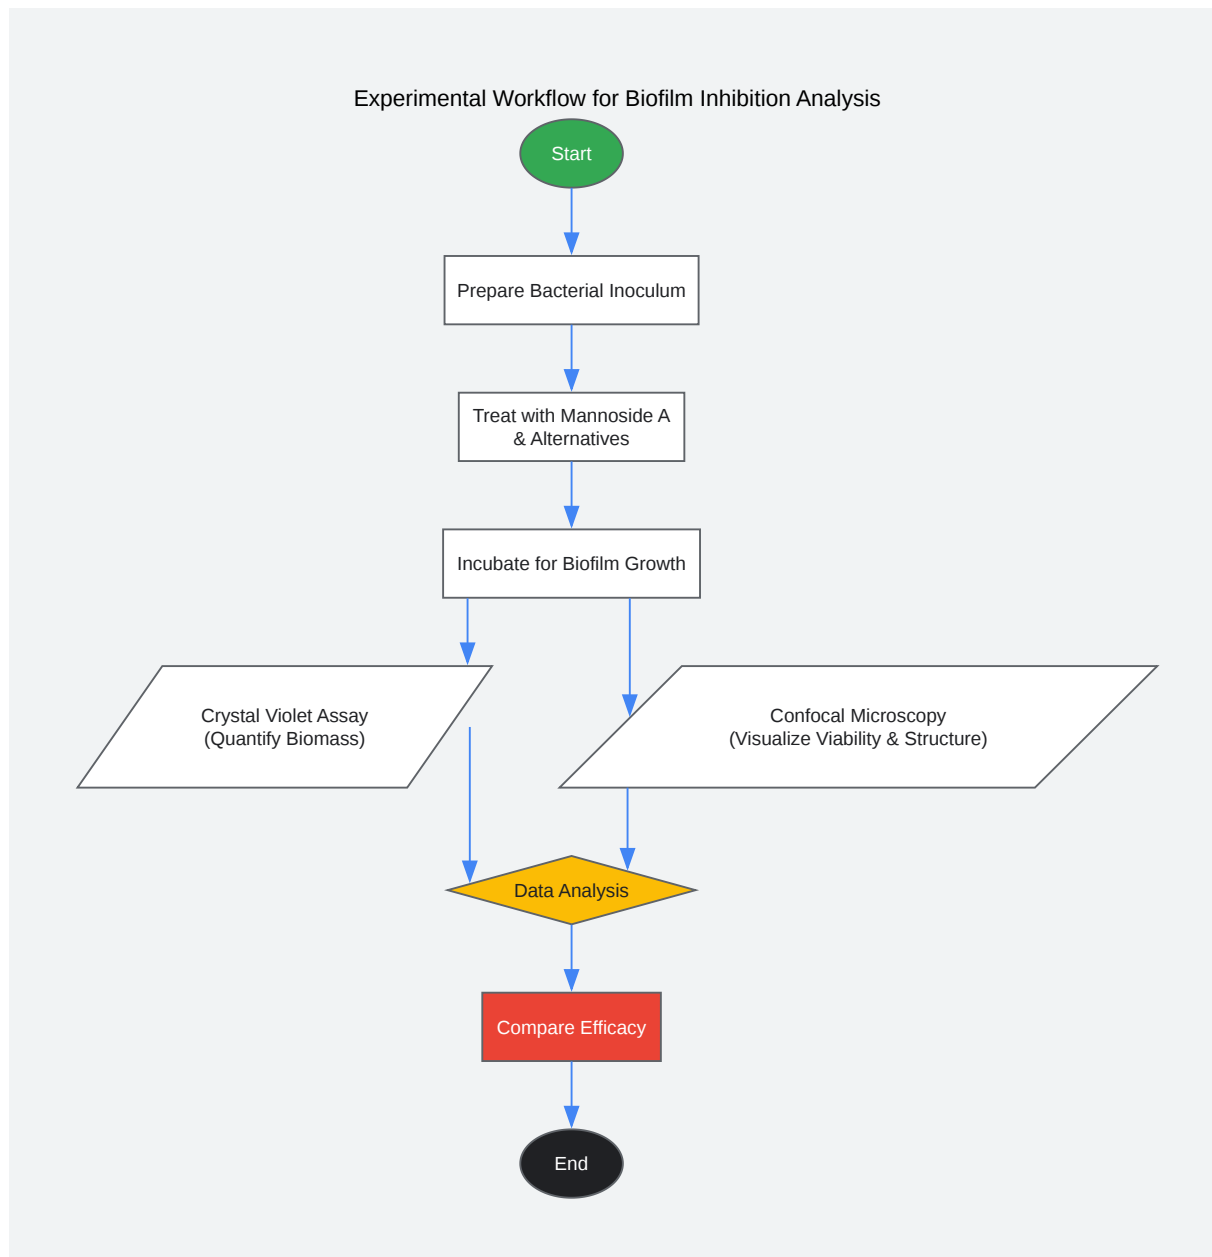 Experimental Workflow for Biofilm Inhibition Analysis
Start
Prepare Bacterial Inoculum
Treat with Mannoside A
& Alternatives
Incubate for Biofilm Growth
Crystal Violet Assay
(Quantify Biomass)
Confocal Microscopy
(Visualize Viability & Structure)
Data Analysis
Compare Efficacy
End